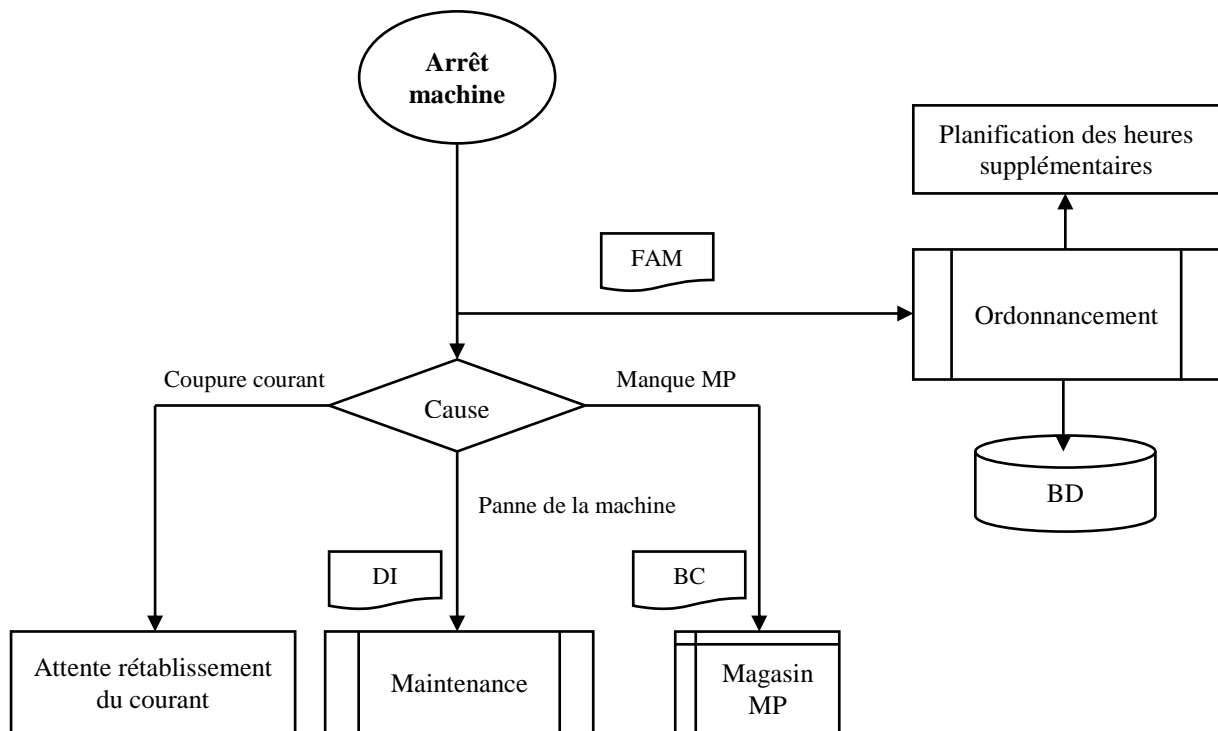 Arrêt
machine
Planification des heures
supplémentaires
FAM
Ordonnancement
Coupure courant
Manque MP
Cause
BD
Panne de la machine
DI
BC
Attente rétablissement
du courant
Maintenance
Magasin
MP